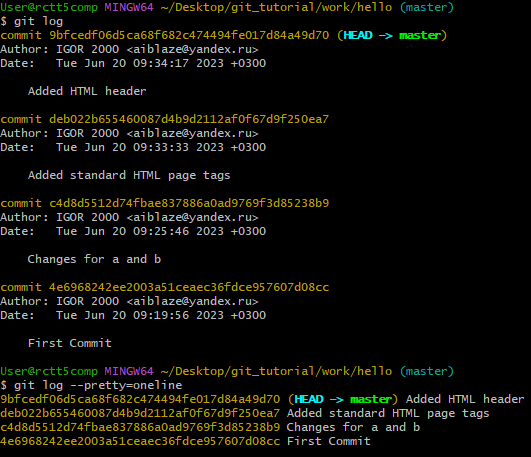 User@rctt5comp MINGW64 ~/Desktop/git_tutorial/work/hello (master)
$ git log
commit 9bfcedf06d5ca68f682c474494fe017d84a49d70 (HEAD -> master)
Author: IGOR 2000 <aiblaze@yandex.ru>
Date:   Tue Jun 20 09:34:17 2023 +0300
    Added HTML header
commit deb022b655460087d4b9d2112af0f67d9f250ea7
Author: IGOR 2000 <aiblaze@yandex.ru>
Date:   Tue Jun 20 09:33:33 2023 +0300
    Added standard HTML page tags
commit c4d8d5512d74fbae837886a0ad9769f3d85238b9
Author: IGOR 2000 <aiblaze@yandex.ru>
Date:   Tue Jun 20 09:25:46 2023 +0300
    Changes for a and b
commit 4e6968242ee2003a51ceaec36fdce957607d08cc
Author: IGOR 2000 <aiblaze@yandex.ru>
Date:   Tue Jun 20 09:19:56 2023 +0300
    First Commit
User@rctt5comp MINGW64 ~/Desktop/git_tutorial/work/hello (master)
$ git log --pretty=oneline
9bfcedf06d5ca68f682c474494fe017d84a49d70 (HEAD -> master) Added HTML header
deb022b655460087d4b9d2112af0f67d9f250ea7 Added standard HTML page tags
c4d8d5512d74fbae837886a0ad9769f3d85238b9 Changes for a and b
4e6968242ee2003a51ceaec36fdce957607d08cc First Commit